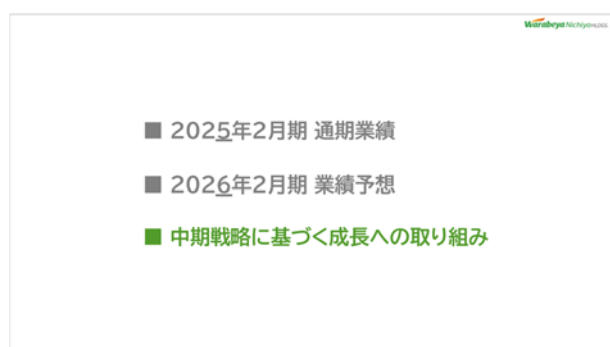 Warabeya Nichiyo HLDGS.
■ 2025年2月期 通期業績
■ 2026年2月期 業績予想
■ 中期戦略に基づく成長への取り組み